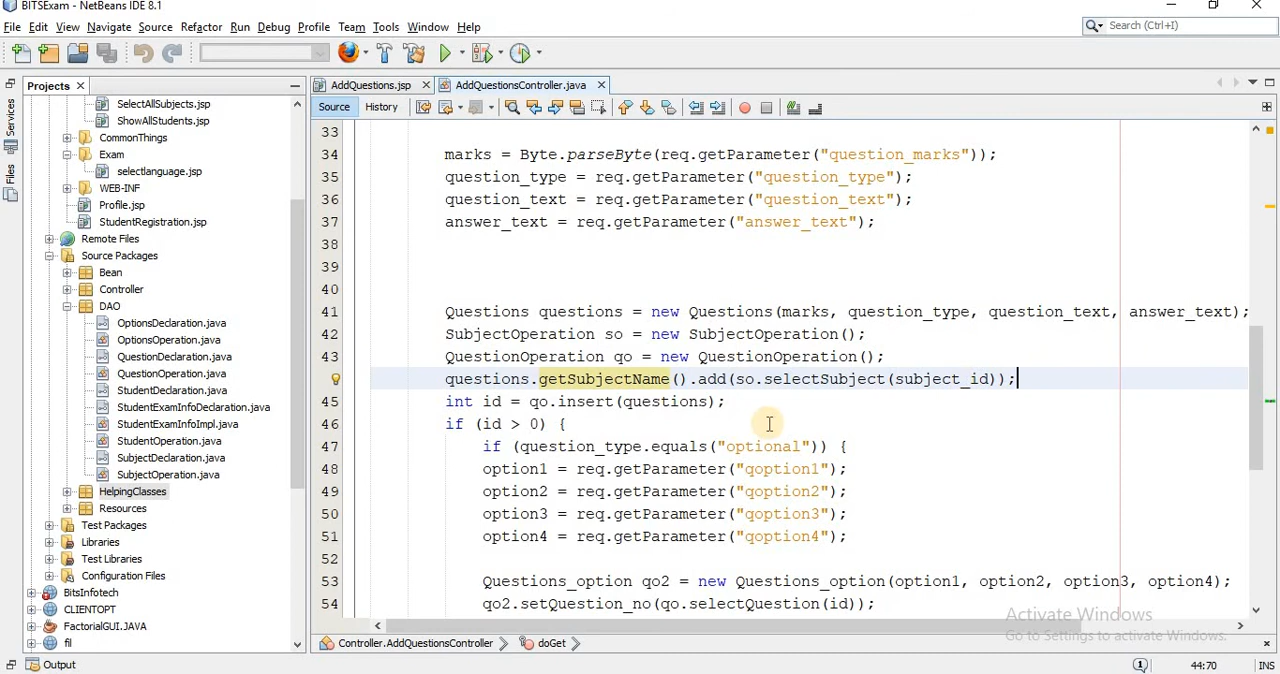 BITSExam - NetBeans IDE 8.1
File Edit View Navigate Source Refactor Run Debug Profile Team Tools Window Help
Search (Ctrl+I)
Projects
AddQuestions.jsp
AddQuestionsController.java
Source History
Services
Files
SelectAllSubjects.jsp
ShowAllStudents.jsp
CommonThings
Exam
selectlanguage.jsp
WEB-INF
Profile.jsp
StudentRegistration.jsp
Remote Files
Source Packages
Bean
Controller
DAO
OptionsDeclaration.java
OptionsOperation.java
QuestionDeclaration.java
QuestionOperation.java
StudentDeclaration.java
StudentExamInfoDeclaration.java
StudentExamInfoImpl.java
StudentOperation.java
SubjectDeclaration.java
SubjectOperation.java
HelpingClasses
Resources
Test Packages
Libraries
Test Libraries
Configuration Files
BitsInfotech
CLIENTOPT
FactorialGUI.JAVA
fil
33
34 marks = Byte.parseByte(req.getParameter("question_marks"));
35 question_type = req.getParameter("question_type");
36 question_text = req.getParameter("question_text");
37 answer_text = req.getParameter("answer_text");
38
39
40
41 Questions questions = new Questions(marks, question_type, question_text, answer_text);
42 SubjectOperation so = new SubjectOperation();
43 QuestionOperation qo = new QuestionOperation();
questions.getSubjectName().add(so.selectSubject(subject_id));
45 int id = qo.insert(questions);
46 if (id > 0) {
47 if (question_type.equals("optional")) {
48 option1 = req.getParameter("qoption1");
49 option2 = req.getParameter("qoption2");
50 option3 = req.getParameter("qoption3");
51 option4 = req.getParameter("qoption4");
52
53 Questions_option qo2 = new Questions_option(option1, option2, option3, option4);
54 qo2.setQuestion_no(qo.selectQuestion(id));
Activate Windows
Go to Settings to activate Windows.
Controller.AddQuestionsController
doGet
Output
1
44:70
INS